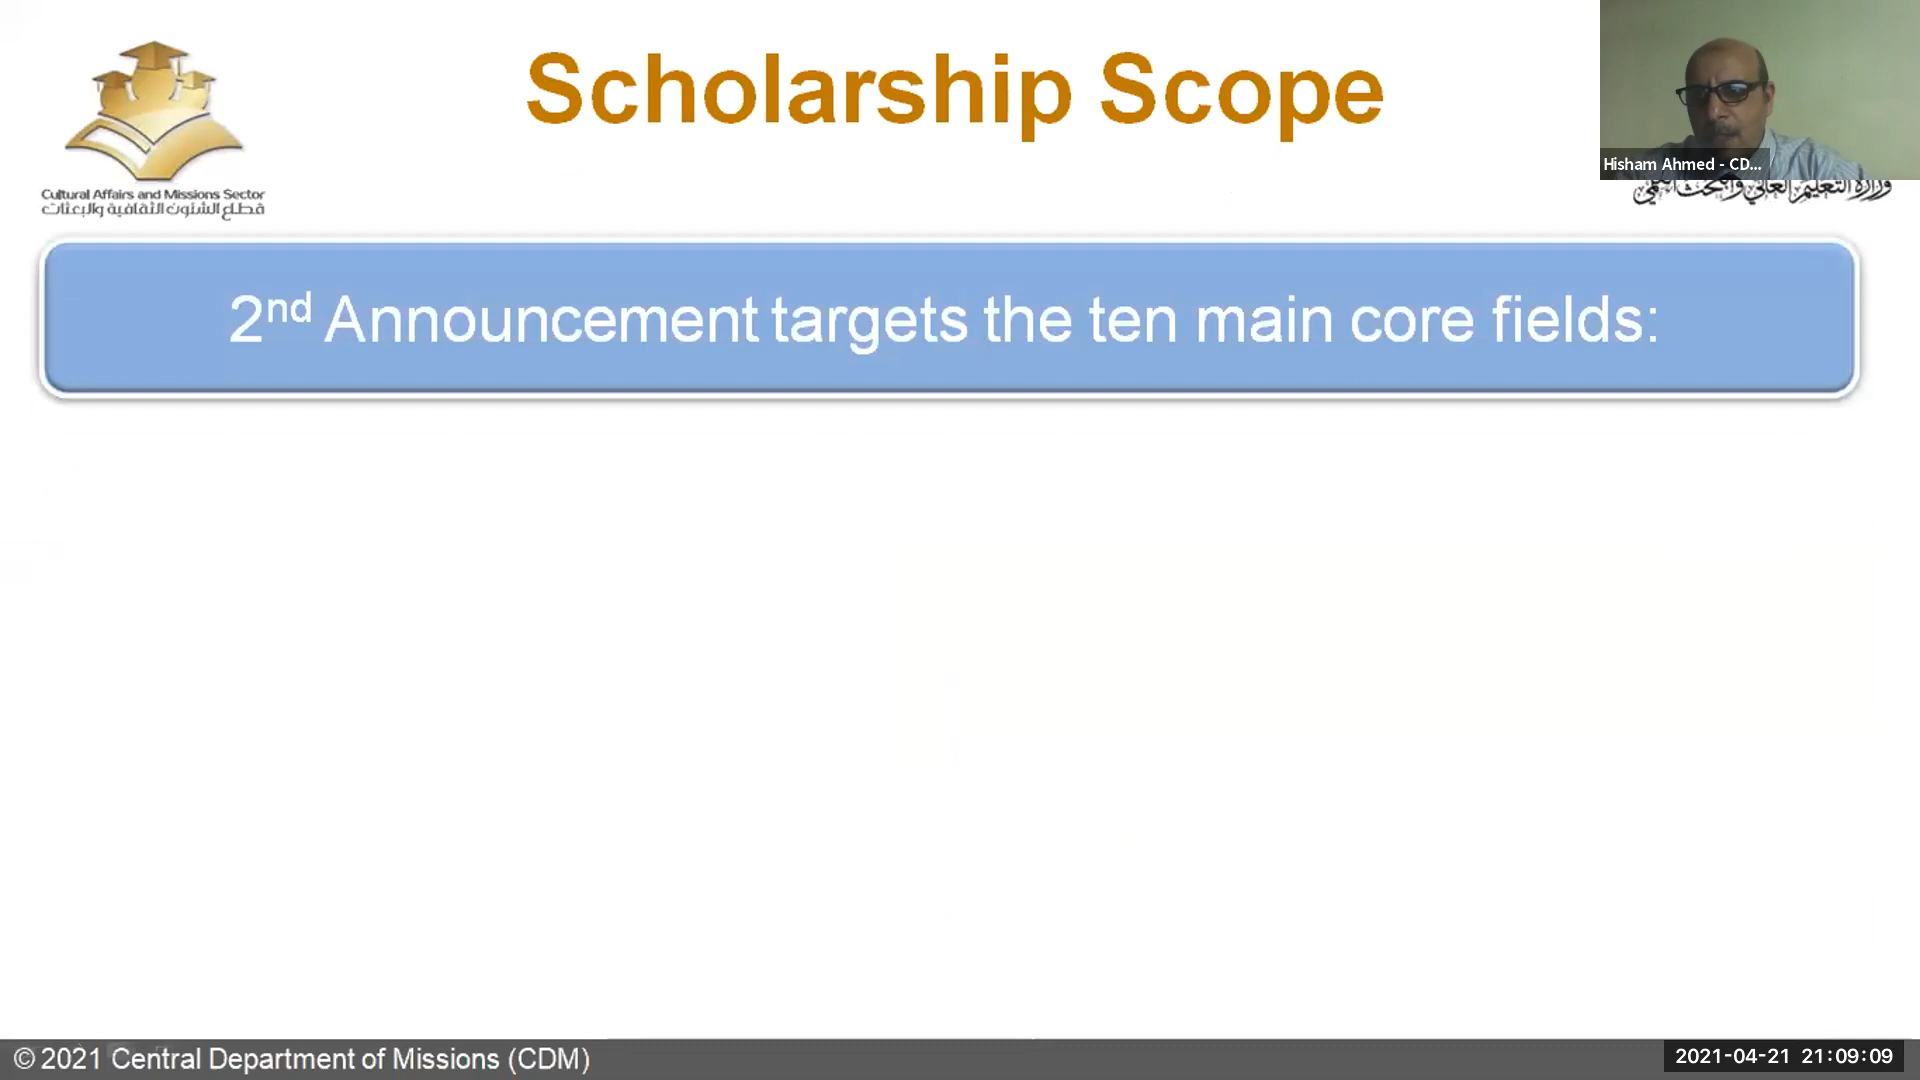 Scholarship Scope
Cultural Affairs and Missions Sector
قطاع الشئون الثقافية والبعثات
Hisham Ahmed - CD...
وزارة التعليم العالي والبحث العلمي
2nd Announcement targets the ten main core fields:
© 2021 Central Department of Missions (CDM)
2021-04-21 21:09:09